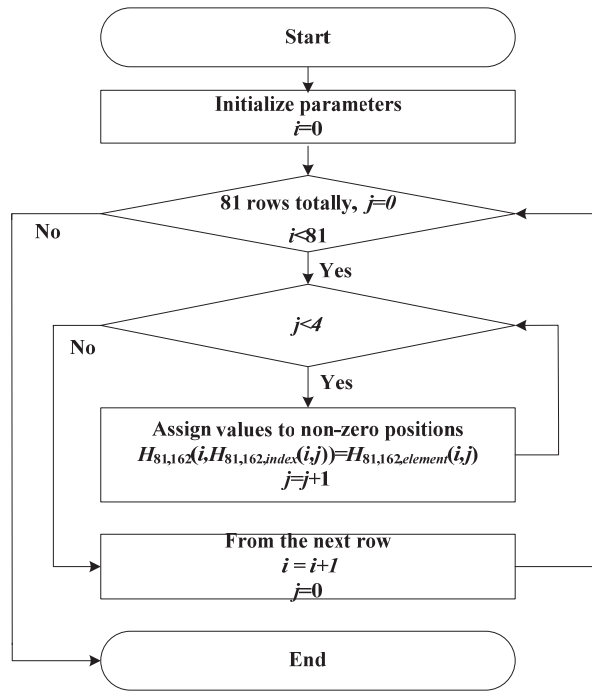 Start
Initialize parameters
i=0
81 rows totally, j=0
i<81
No
Yes
j<4
No
Yes
Assign values to non-zero positions
H81,162(i,H81,162,index(i,j))=H81,162,element(i,j)
j=j+1
From the next row
i = i+1
j=0
End